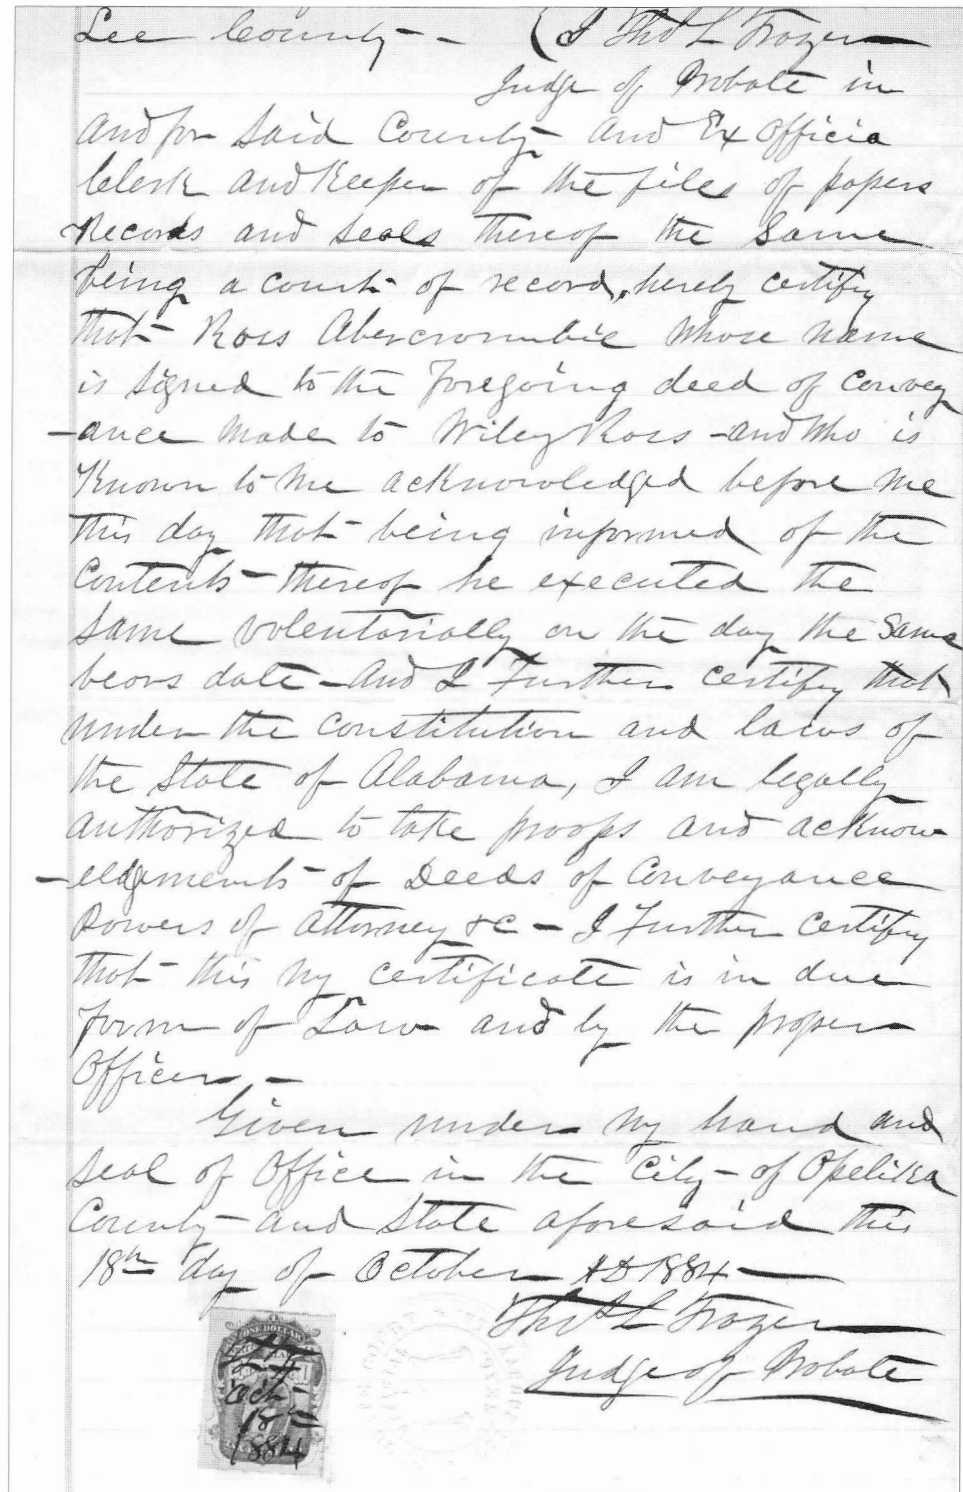 Lee County - - ( I Thos L Frazer
Judge of Probate in
and for Said County and Ex Officia
Clerk and Keeper of the files of papers
Records and seals thereof the Same
being a court of record, hereby certify
that Ross Abercrombie whose name
is signed to the Foregoing deed of Convey
-ance made to Wiley Ross - and who is
Known to me acknowledged before me
this day that being informed of the
Contents thereof he executed the
Same volentarially on the day the same
bears date - And I Further certify that
under the Constitution and laws of
the State of Alabama, I am legally
authorized to take proofs and acknow-
-eledgements of Deeds of Conveyance
Powers of Attorney &c - I Further certify
that this my certificate is in due
Form of Law and by the proper
Officer -
Given under my hand and
Seal of Office in the City of Opelika
County and State aforesaid this
18th day of October AD 1884
Thos L Frazer
Judge of Probate
ONE DOLLAR
Oct
18th
1884